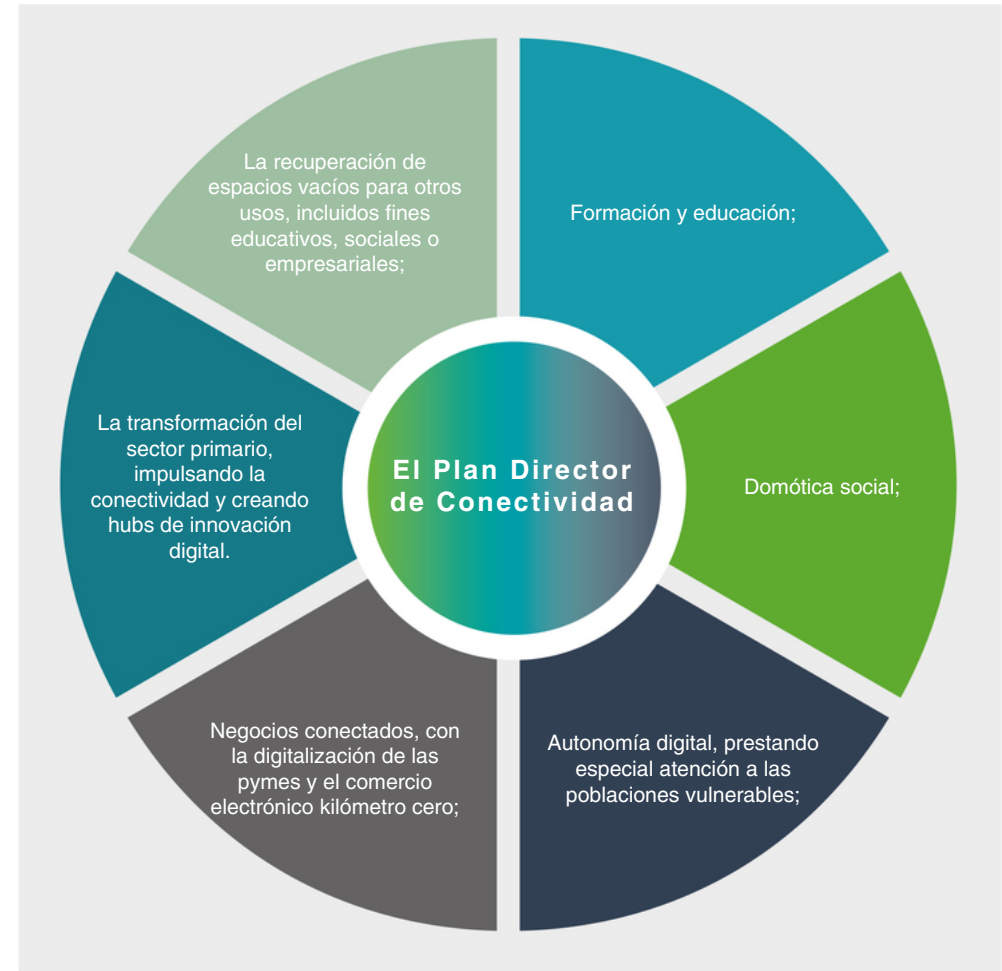 La recuperación de
espacios vacíos para otros
usos, incluidos fines
educativos, sociales o
empresariales;
Formación y educación;
La transformación del
sector primario,
impulsando la
conectividad y creando
hubs de innovación
digital.
El Plan Director
de Conectividad
Domótica social;
Negocios conectados, con
la digitalización de las
pymes y el comercio
electrónico kilómetro cero;
Autonomía digital, prestando
especial atención a las
poblaciones vulnerables;